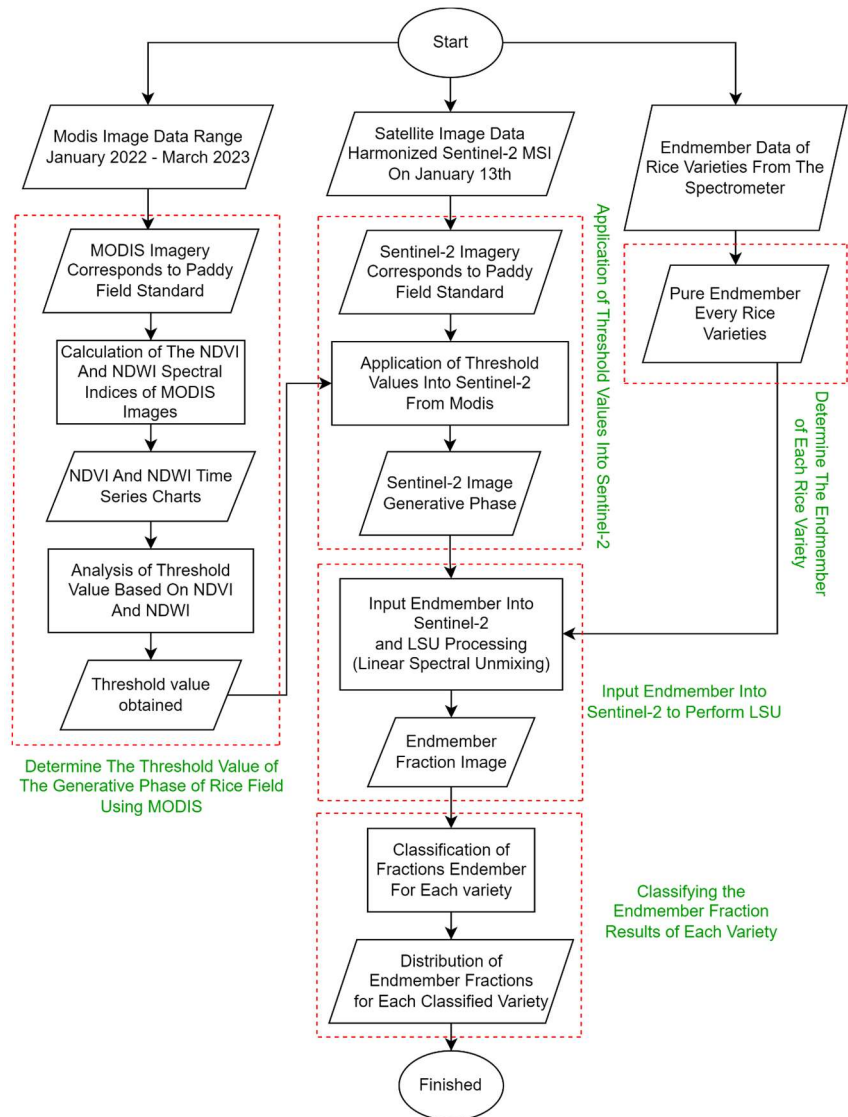 Start
Modis Image Data Range
January 2022 - March 2023
Satellite Image Data
Harmonized Sentinel-2 MSI
On January 13th
Endmember Data of
Rice Varieties From The
Spectrometer
MODIS Imagery
Corresponds to Paddy
Field Standard
Calculation of The NDVI
And NDWI Spectral
Indices of MODIS
Images
NDVI And NDWI Time
Series Charts
Analysis of Threshold
Value Based On NDVI
And NDWI
Threshold value
obtained
Determine The Threshold Value of
The Generative Phase of Rice Field
Using MODIS
Sentinel-2 Imagery
Corresponds to Paddy
Field Standard
Application of Threshold
Values Into Sentinel-2
From Modis
Sentinel-2 Image
Generative Phase
Application of Threshold Values Into Sentinel-2
Pure Endmember
Every Rice
Varieties
Determine The Endmember
of Each Rice Variety
Input Endmember Into
Sentinel-2
and LSU Processing
(Linear Spectral Unmixing)
Endmember
Fraction Image
Input Endmember Into
Sentinel-2 to Perform LSU
Classification of
Fractions Endember
For Each variety
Distribution of
Endmember Fractions
for Each Classified Variety
Classifying the
Endmember Fraction
Results of Each Variety
Finished